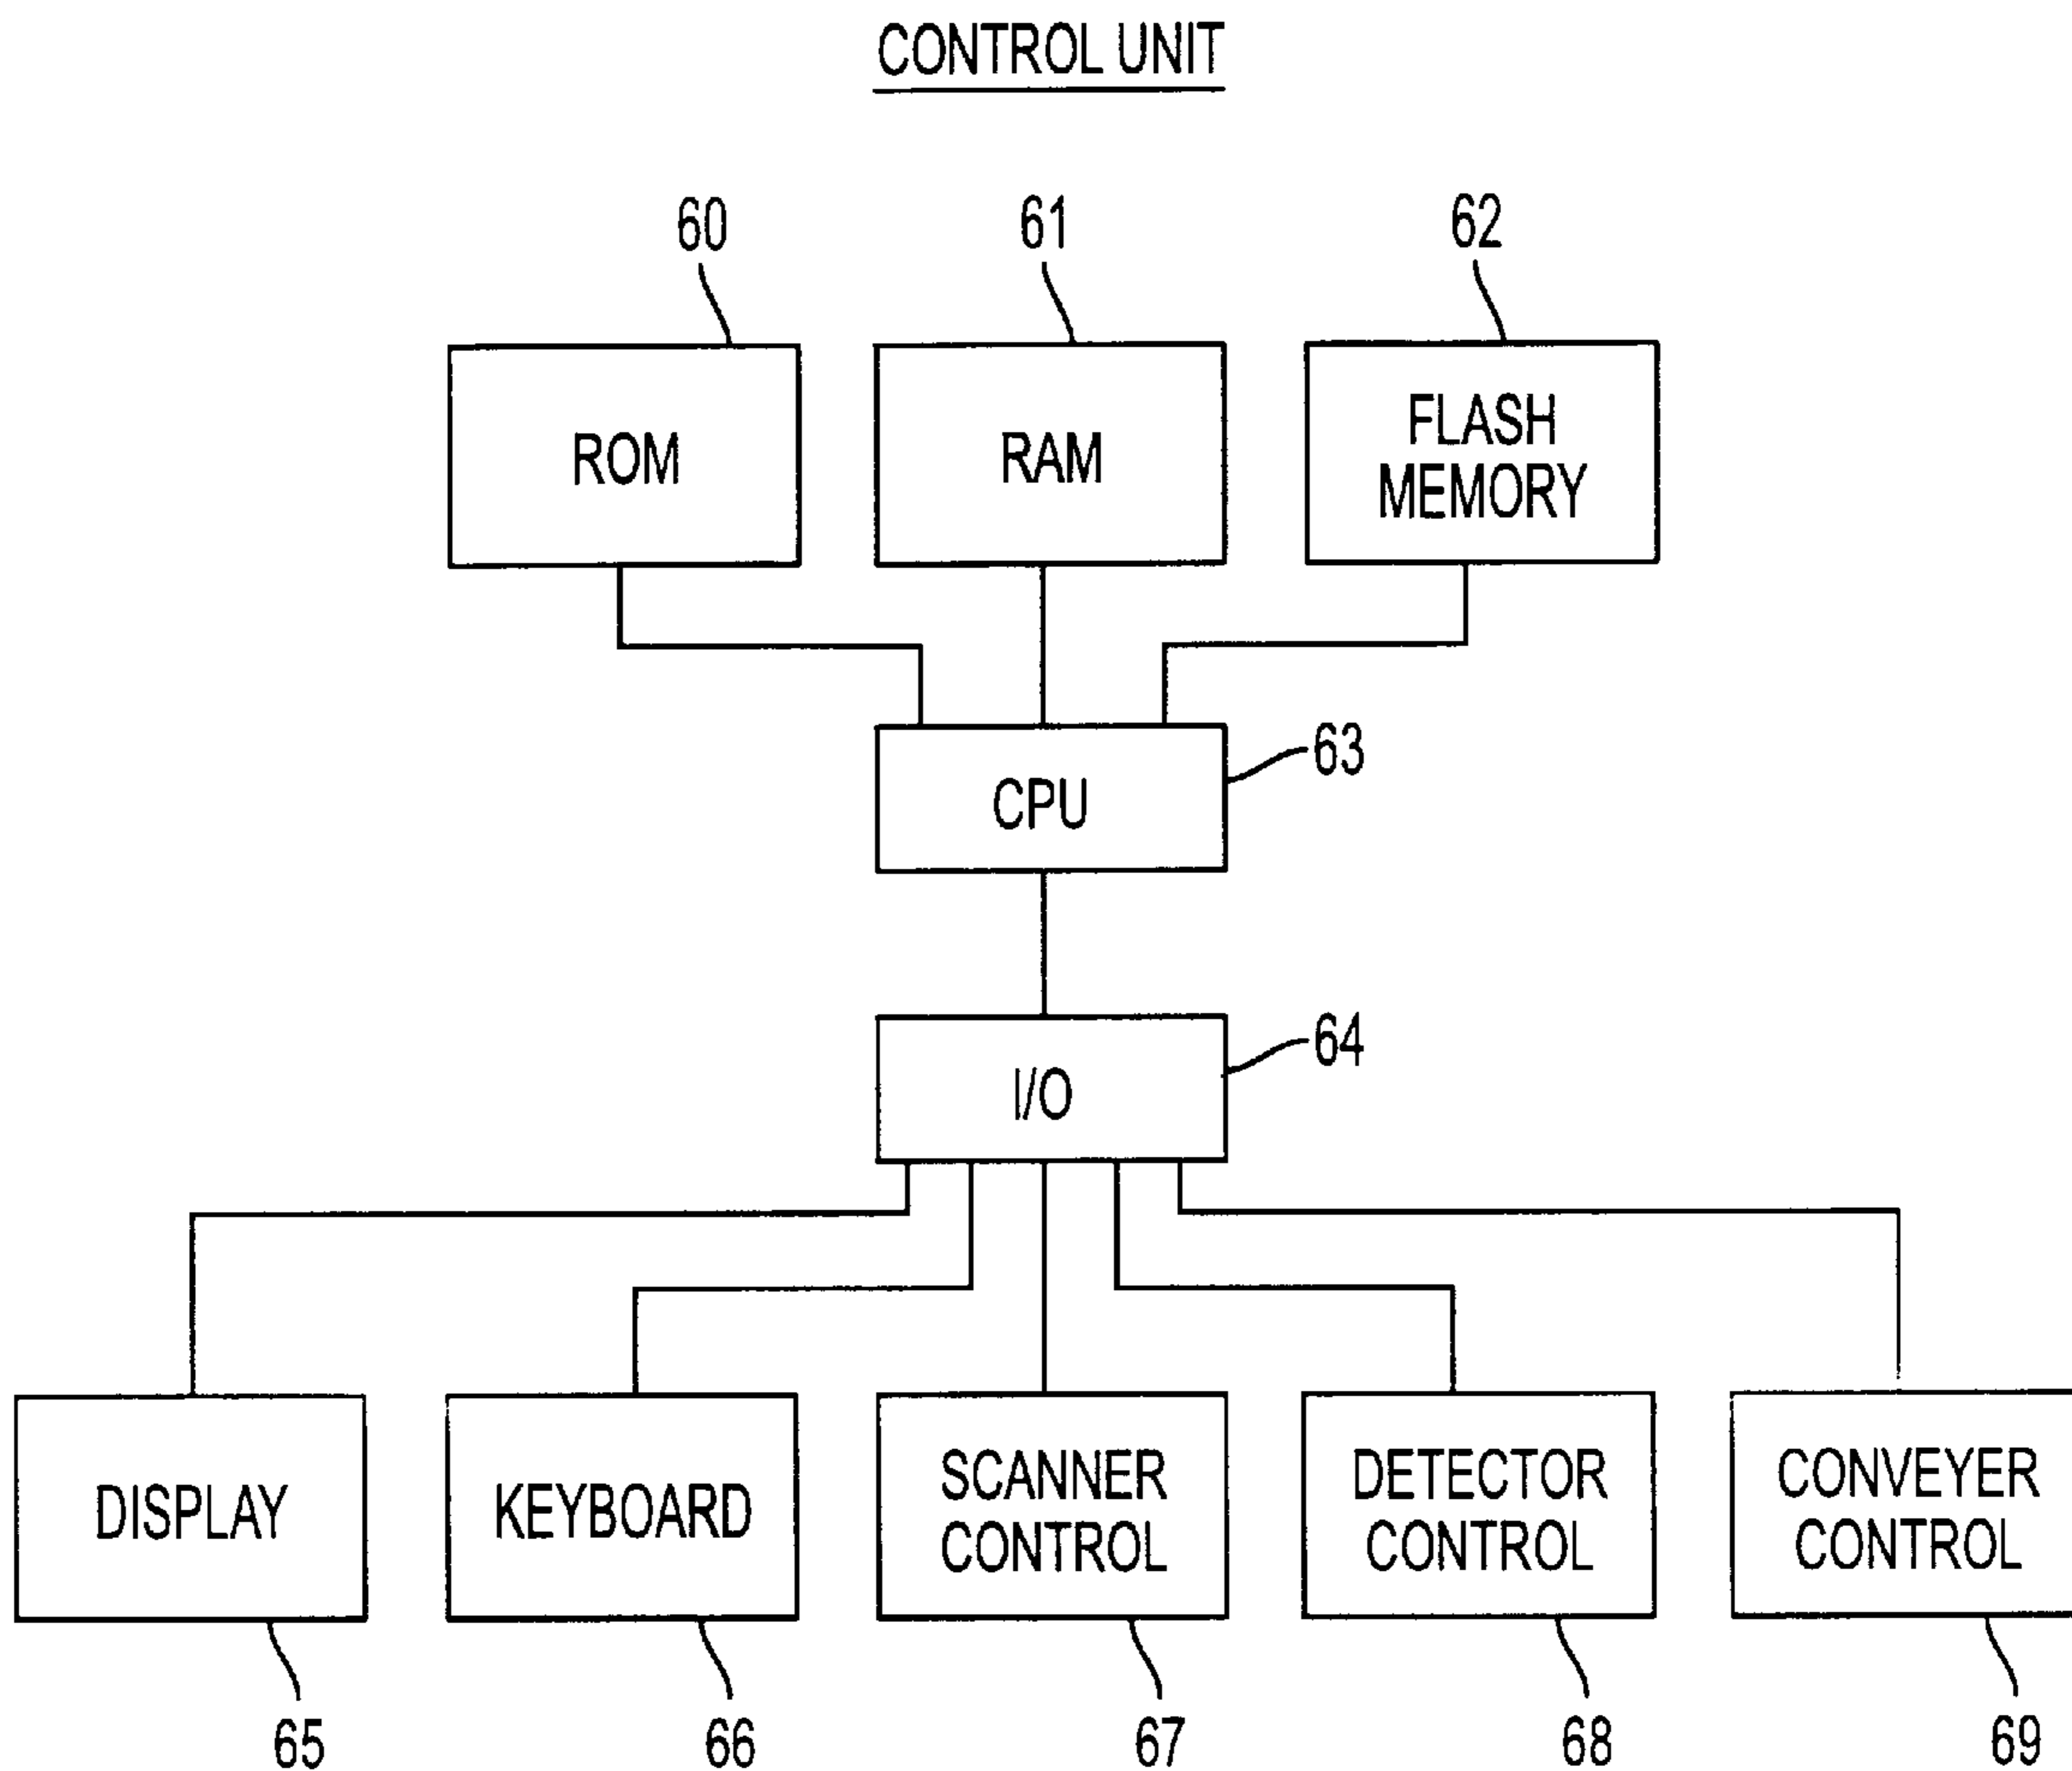 CONTROL UNIT
60
61
62
ROM
RAM
FLASH
MEMORY
CPU
63
I/O
64
DISPLAY
KEYBOARD
SCANNER
CONTROL
DETECTOR
CONTROL
CONVEYER
CONTROL
65
66
67
68
69